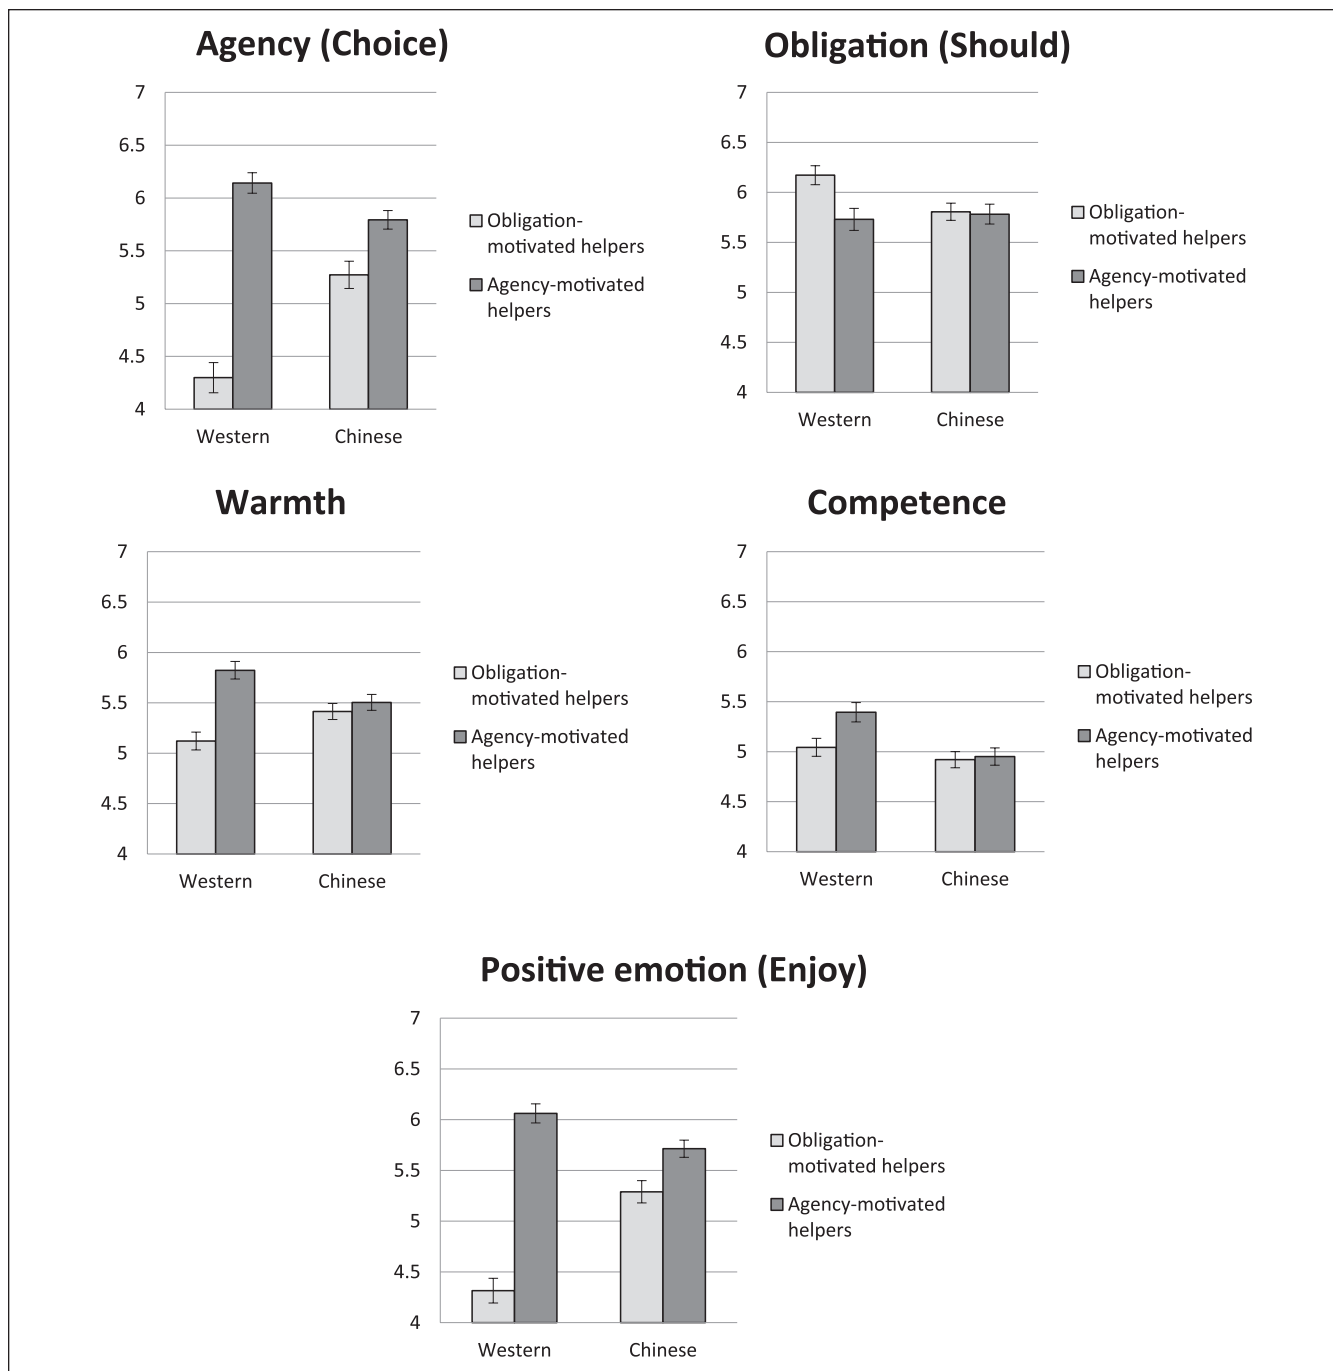 Agency (Choice)
7
6.5
6
5.5
5
4.5
4
Western Chinese
Obligation-
motivated helpers
Agency-motivated
helpers
Obligation (Should)
7
6.5
6
5.5
5
4.5
4
Western Chinese
Obligation-
motivated helpers
Agency-motivated
helpers
Warmth
7
6.5
6
5.5
5
4.5
4
Western Chinese
Obligation-
motivated helpers
Agency-motivated
helpers
Competence
7
6.5
6
5.5
5
4.5
4
Western Chinese
Obligation-
motivated helpers
Agency-motivated
helpers
Positive emotion (Enjoy)
7
6.5
6
5.5
5
4.5
4
Western Chinese
Obligation-
motivated helpers
Agency-motivated
helpers